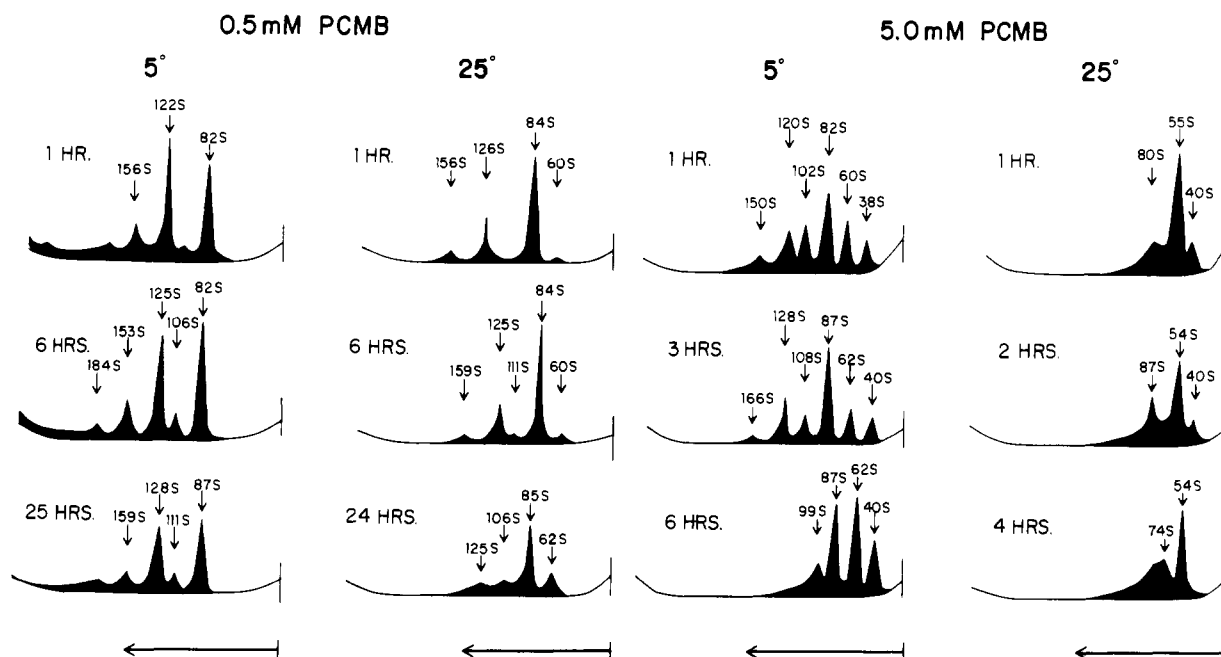 0.5mM PCMB
5.0mM PCMB
5°
25°
5°
25°
1 HR.
156S
122S
82S
1 HR.
156S
126S
84S
60S
1 HR.
150S
120S
102S
82S
60S
38S
1 HR.
80S
55S
40S
6 HRS.
184S
153S
125S
106S
82S
6 HRS.
159S
125S
111S
84S
60S
3 HRS.
166S
128S
108S
87S
62S
40S
2 HRS.
87S
54S
40S
25 HRS.
159S
128S
111S
87S
24 HRS.
125S
106S
85S
62S
6 HRS.
99S
87S
62S
40S
4 HRS.
74S
54S